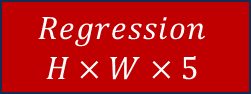 Regression
H × W × 5